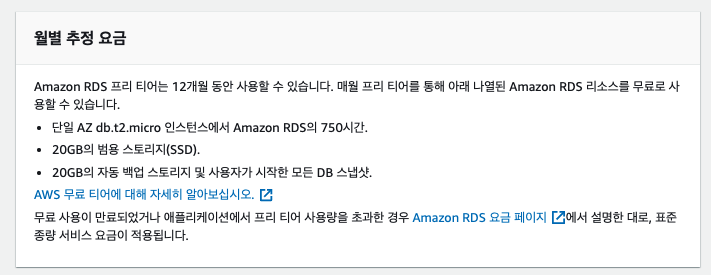 월별 추정 요금
Amazon RDS 프리 티어는 12개월 동안 사용할 수 있습니다. 매월 프리 티어를 통해 아래 나열된 Amazon RDS 리소스를 무료로 사
용할 수 있습니다.
• 단일 AZ db.t2.micro 인스턴스에서 Amazon RDS의 750시간.
• 20GB의 범용 스토리지(SSD).
• 20GB의 자동 백업 스토리지 및 사용자가 시작한 모든 DB 스냅샷.
AWS 무료 티어에 대해 자세히 알아보십시오.
무료 사용이 만료되었거나 애플리케이션에서 프리 티어 사용량을 초과한 경우 Amazon RDS 요금 페이지 에서 설명한 대로, 표준
종량 서비스 요금이 적용됩니다.